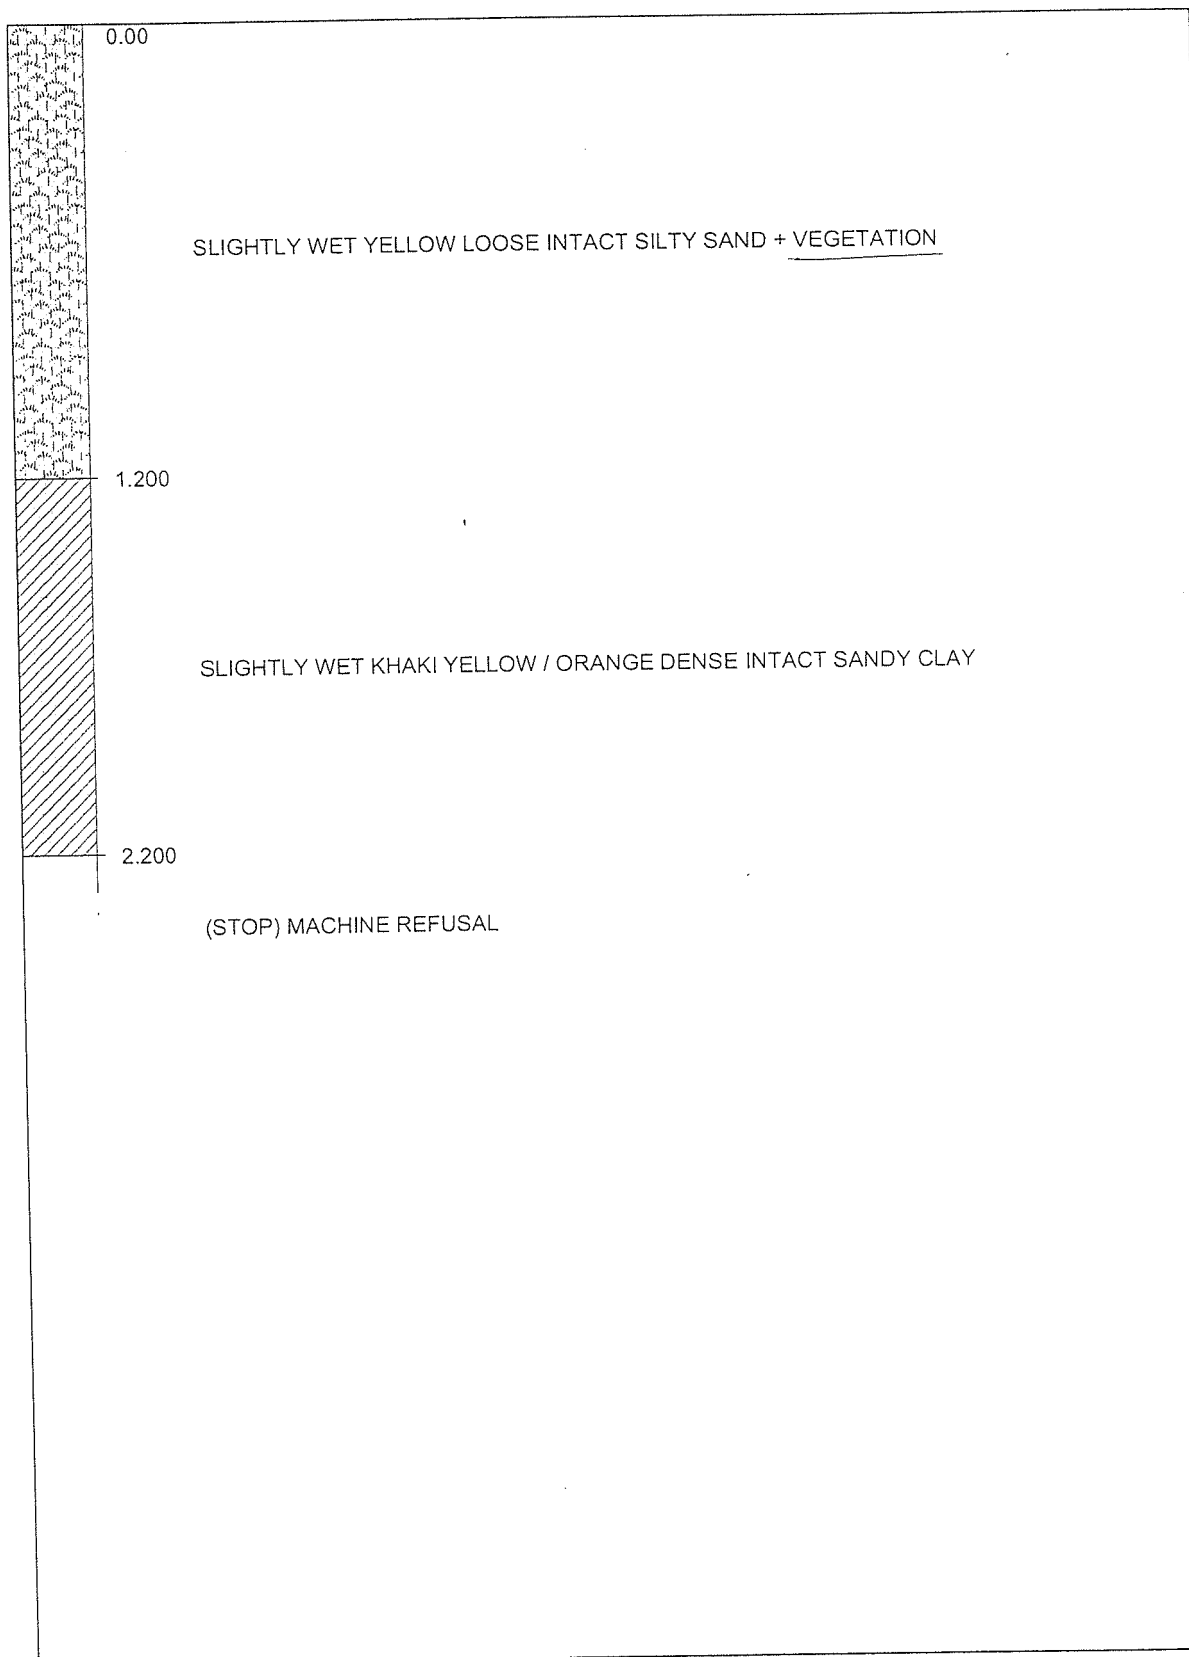 0.00
SLIGHTLY WET YELLOW LOOSE INTACT SILTY SAND + VEGETATION
1.200
SLIGHTLY WET KHAKI YELLOW / ORANGE DENSE INTACT SANDY CLAY
2.200
(STOP) MACHINE REFUSAL